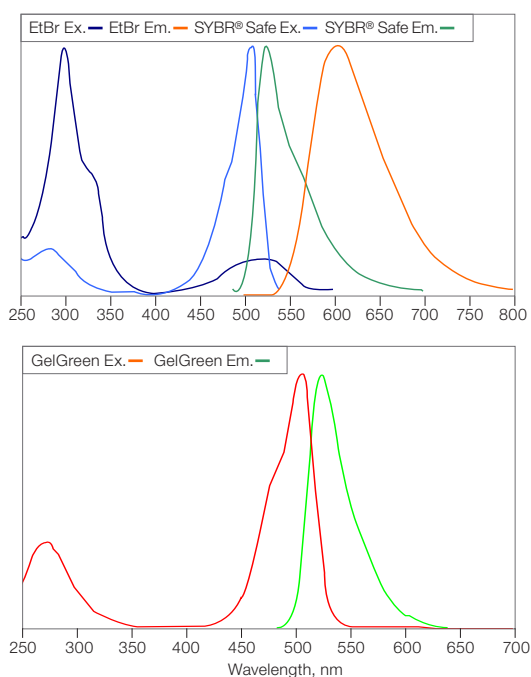 EtBr Ex. EtBr Em. SYBR® Safe Ex. SYBR® Safe Em.
250 300 350 400 450 500 550 600 650 700 750 800
GelGreen Ex. GelGreen Em.
250 300 350 400 450 500 550 600 650 700
Wavelength, nm